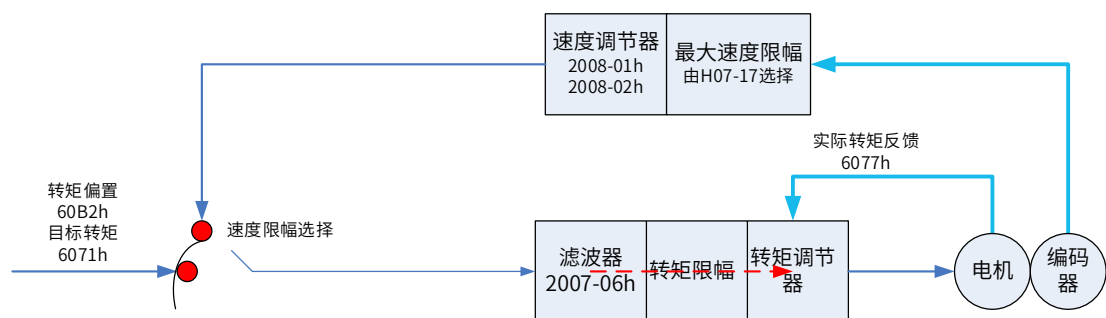 速度调节器
2008-01h
2008-02h
最大速度限幅
由H07-17选择
实际转矩反馈
6077h
转矩偏置
60B2h
目标转矩
6071h
速度限幅选择
滤波器
2007-06h
转矩限幅
转矩调节
器
电机
编码
器